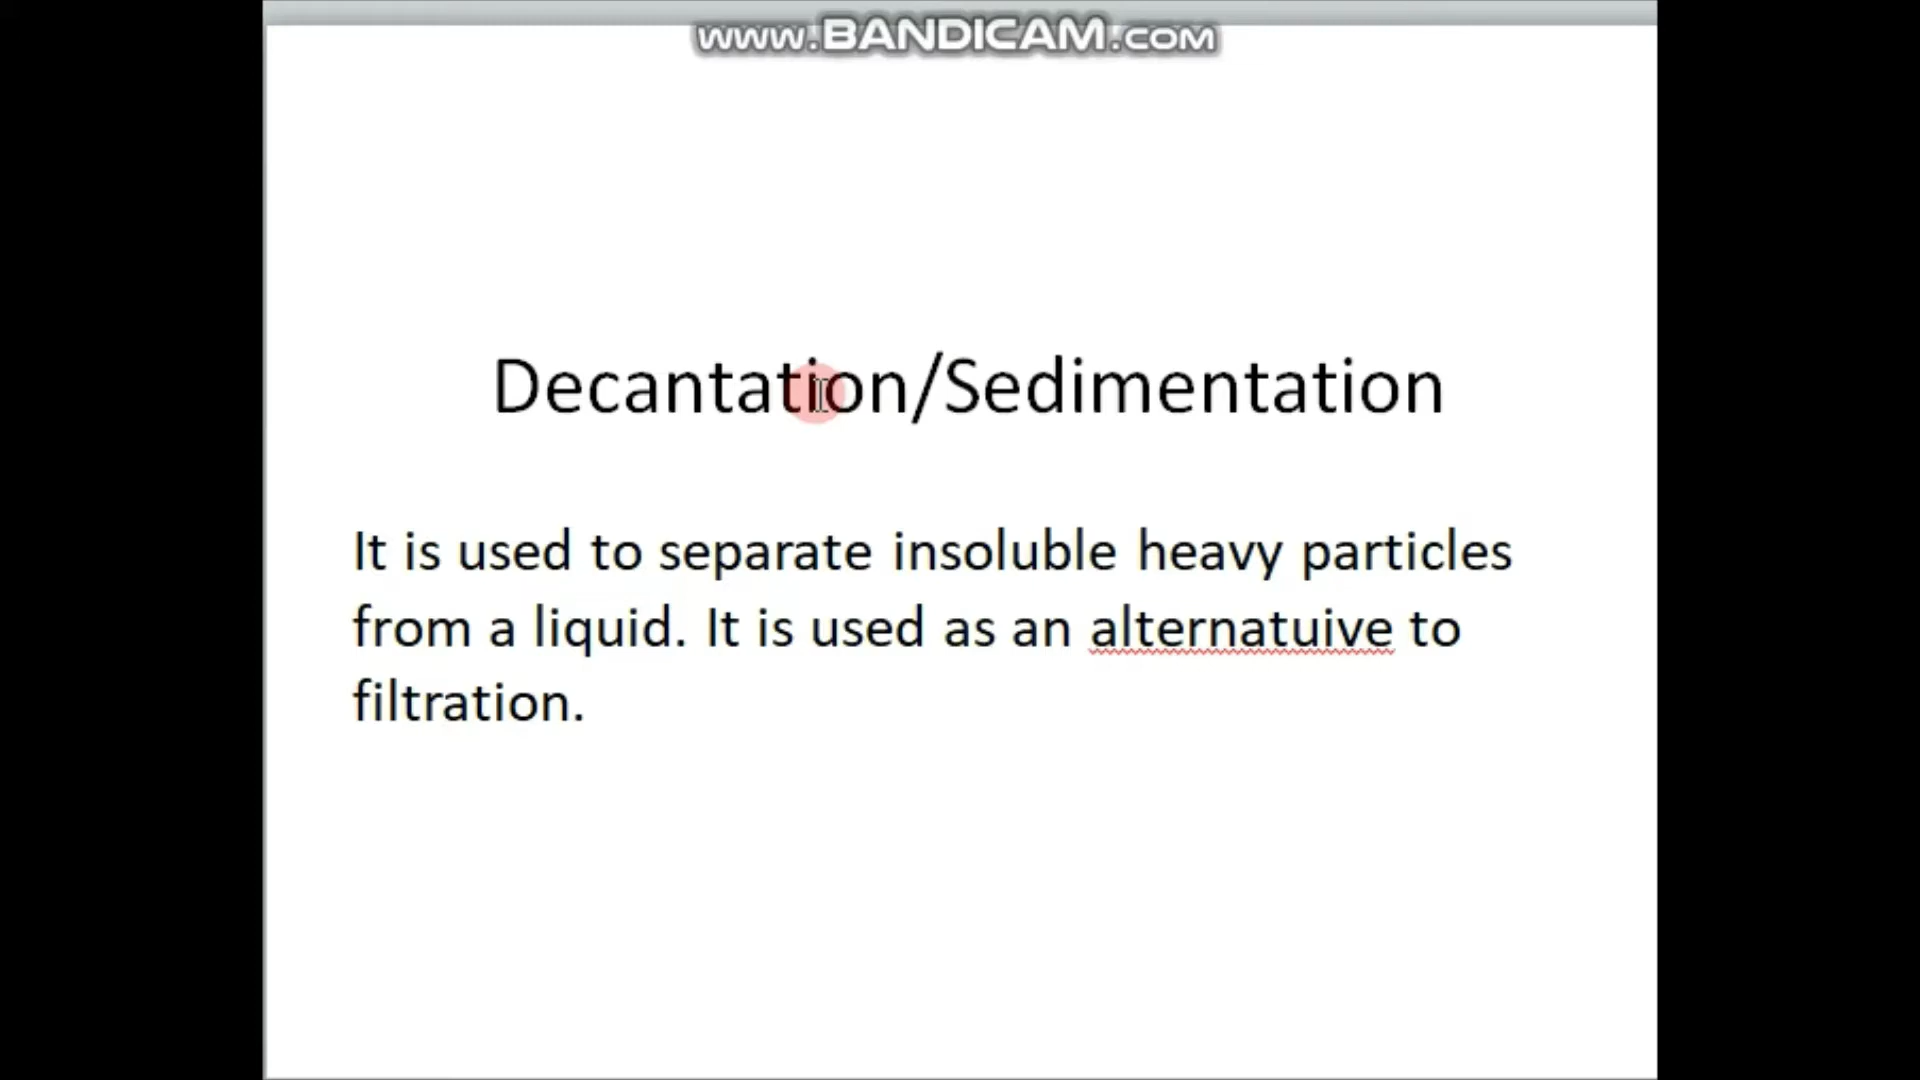 www.BANDICAM.com
Decantation/Sedimentation
It is used to separate insoluble heavy particles
from a liquid. It is used as an alternatuive to
filtration.